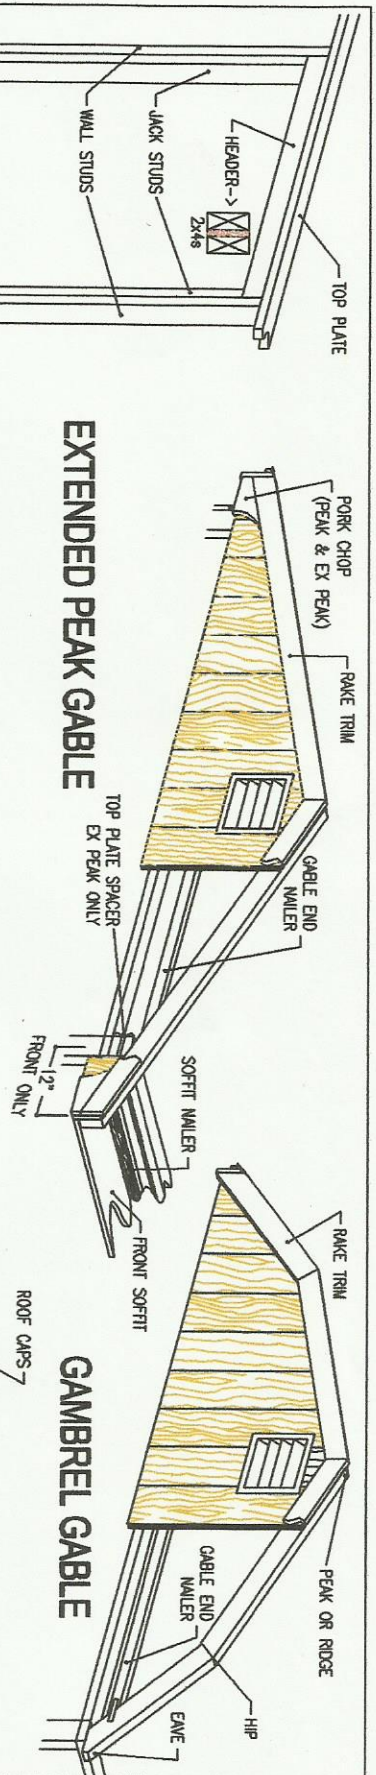 TOP PLATE
HEADER->
2x4s
JACK STUDS
WALL STUDS
EXTENDED PEAK GABLE
PORK CHOP
(PEAK & EX PEAK)
RAKE TRIM
GABLE END
NAILER
TOP PLATE SPACER
EX PEAK ONLY
SOFFIT NAILER
12"
FRONT ONLY
FRONT SOFFIT
GAMBREL GABLE
RAKE TRIM
PEAK OR RIDGE
GABLE END
NAILER
HIP
EAVE
ROOF CAPS